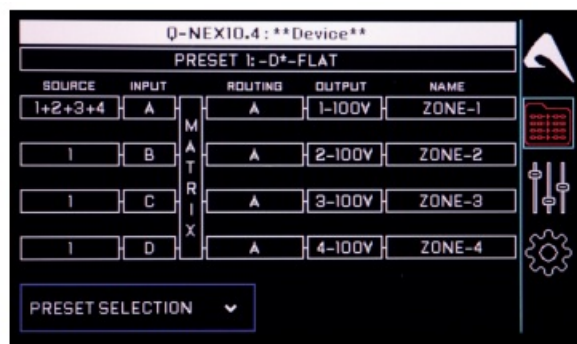 Q-NEX10.4 : **Device**
PRESET 1: -D*-FLAT
SOURCE INPUT ROUTING OUTPUT NAME
1+2+3+4 A A 1-100V ZONE-1
1 B A 2-100V ZONE-2
1 C A 3-100V ZONE-3
1 D A 4-100V ZONE-4
MATRIX
PRESET SELECTION